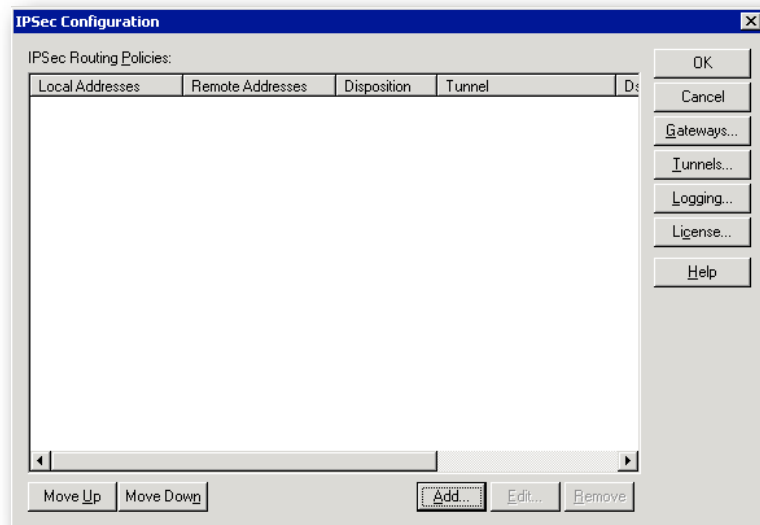 IPSec Configuration
IPSec Routing Policies:
Local Addresses Remote Addresses Disposition Tunnel
OK
Cancel
Gateways...
Tunnels...
Logging...
License...
Help
Move Up Move Down Add... Edit... Remove